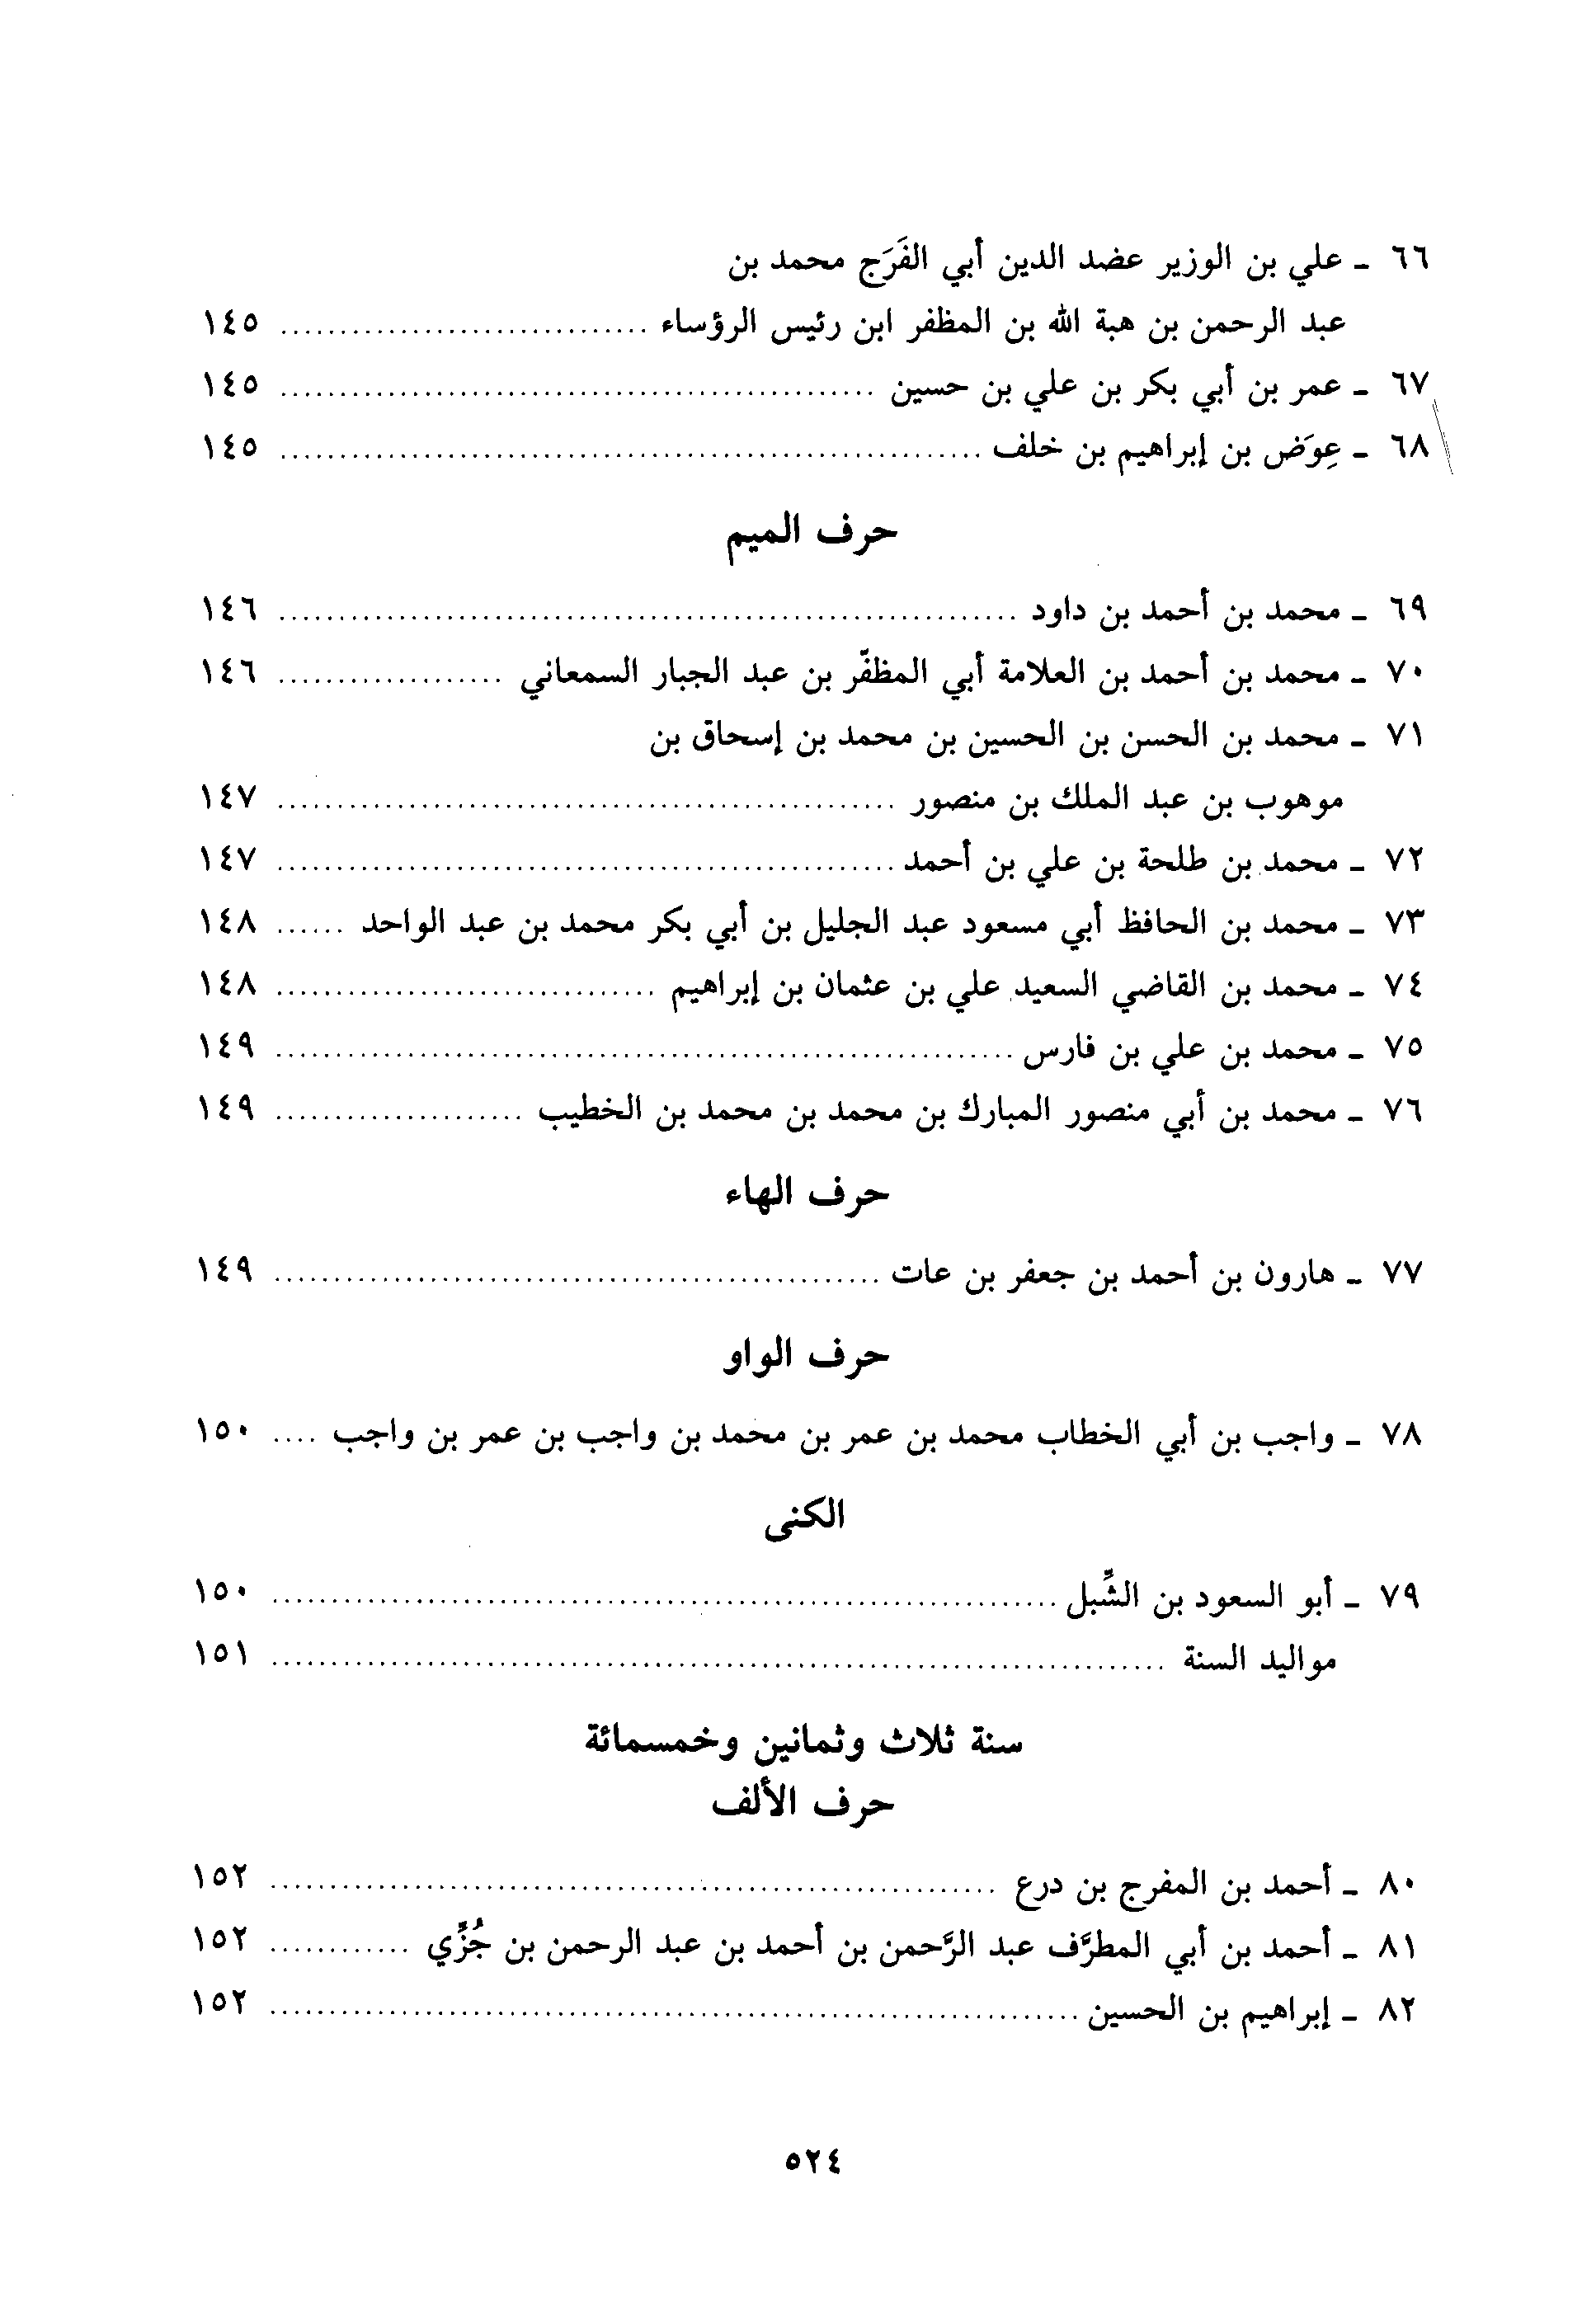 ٦٦ - علي بن الوزير عضد الدين أبي الفَرَج محمد بن
عبد الرحمن بن هبة الله بن المظفر ابن رئيس الرؤساء ............................... ١٤٥
٦٧ - عمر بن أبي بكر بن علي بن حسين .................................................. ١٤٥
٦٨ - عِوَض بن إبراهيم بن خلف ........................................................... ١٤٥
حرف الميم
٦٩ - محمد بن أحمد بن داود .............................................................. ١٤٦
٧٠ - محمد بن أحمد بن العلامة أبي المظفّر بن عبد الجبار السمعاني ................... ١٤٦
٧١ - محمد بن الحسن بن الحسين بن محمد بن إسحاق بن
موهوب بن عبد الملك بن منصور .................................................... ١٤٧
٧٢ - محمد بن طلحة بن علي بن أحمد .................................................... ١٤٧
٧٣ - محمد بن الحافظ أبي مسعود عبد الجليل بن أبي بكر محمد بن عبد الواحد ...... ١٤٨
٧٤ - محمد بن القاضي السعيد علي بن عثمان بن إبراهيم ................................ ١٤٨
٧٥ - محمد بن علي بن فارس .............................................................. ١٤٩
٧٦ - محمد بن أبي منصور المبارك بن محمد بن محمد بن الخطيب ..................... ١٤٩
حرف الهاء
٧٧ - هارون بن أحمد بن جعفر بن عات ................................................... ١٤٩
حرف الواو
٧٨ - واجب بن أبي الخطاب محمد بن عمر بن محمد بن واجب بن عمر بن واجب .... ١٥٠
الكنى
٧٩ - أبو السعود بن الشِّبل .................................................................. ١٥٠
مواليد السنة ........................................................................... ١٥١
سنة ثلاث وثمانين وخمسمائة
حرف الألف
٨٠ - أحمد بن المفرج بن درع ............................................................. ١٥٢
٨١ - أحمد بن أبي المطرَّف عبد الرَّحمن بن أحمد بن عبد الرحمن بن جُزَّي ............ ١٥٢
٨٢ - إبراهيم بن الحسين .................................................................... ١٥٢
٥٢٤